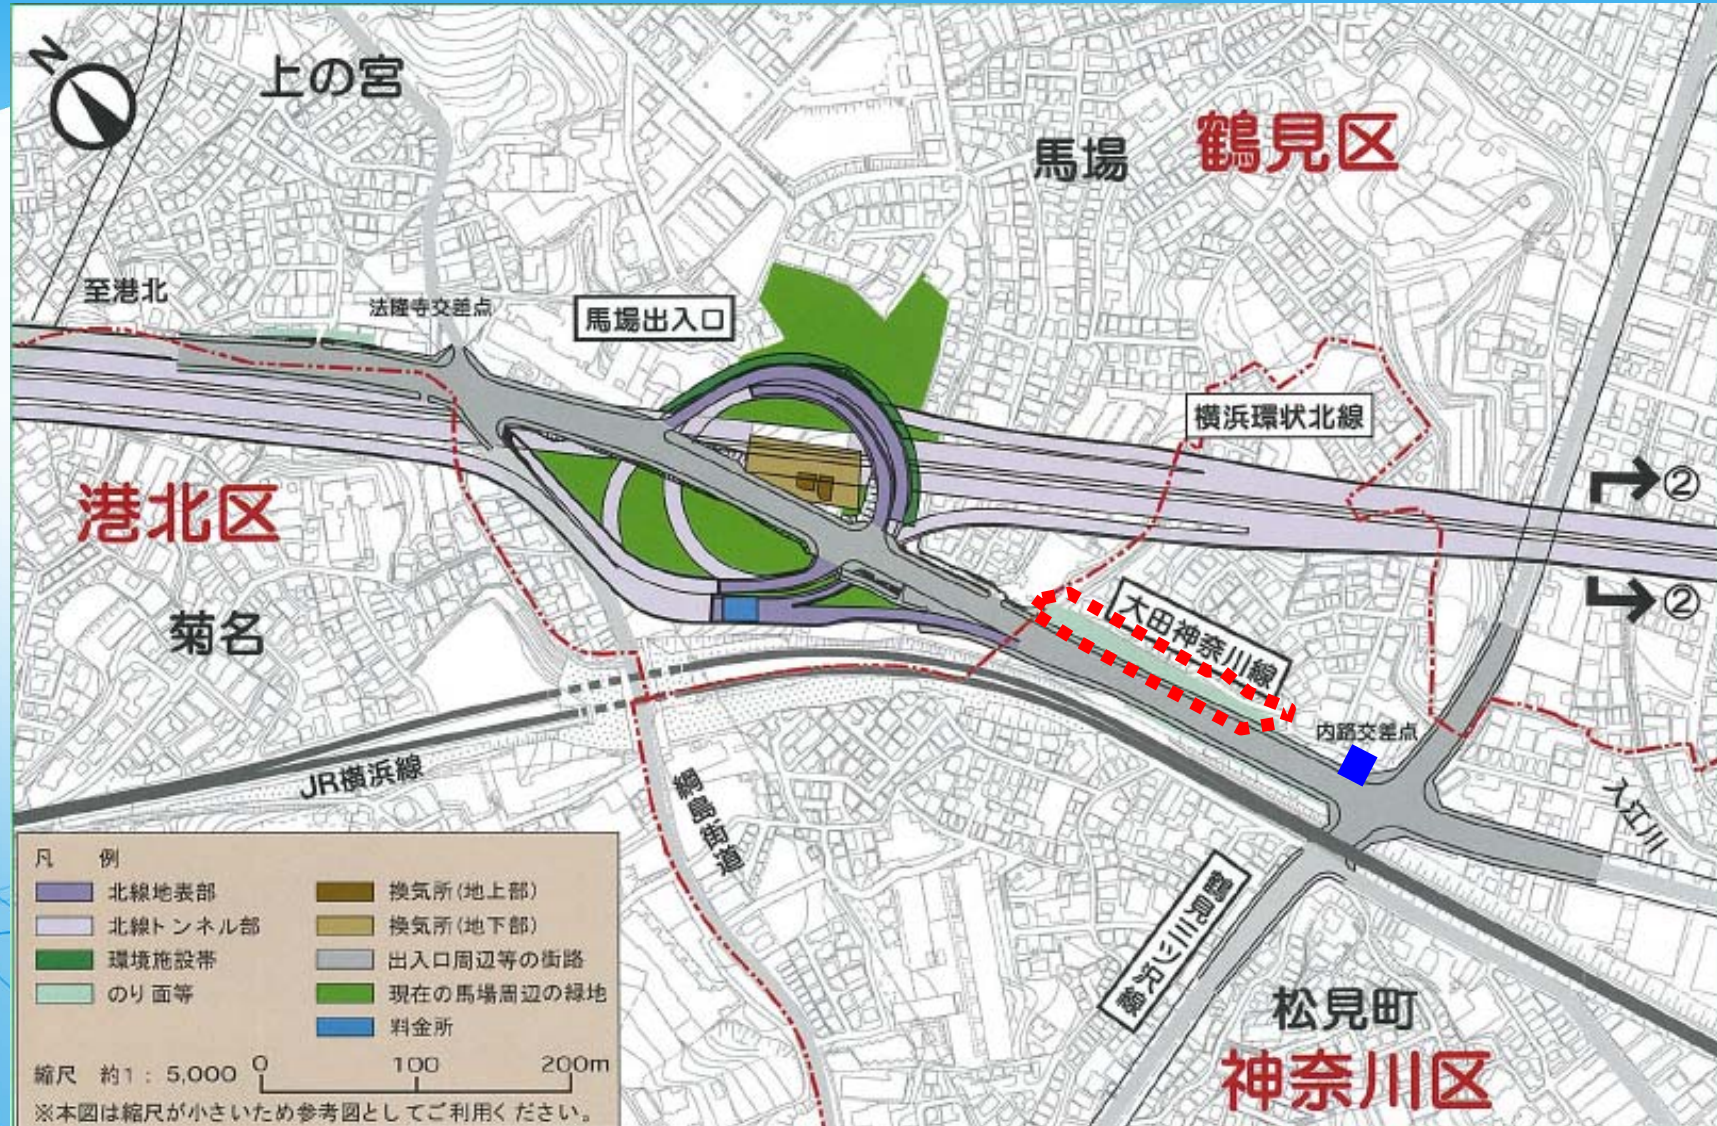 N
上の宮
馬場
鶴見区
至港北
法隆寺交差点
馬場出入口
横浜環状北線
②
港北区
菊名
大田神奈川線
②
内路交差点
JR横浜線
綱島街道
入江川
鶴見三ツ沢線
松見町
神奈川区
凡 例
北線地表部
換気所(地上部)
北線トンネル部
換気所(地下部)
環境施設帯
出入口周辺等の街路
のり面等
現在の馬場周辺の緑地
料金所
縮尺 約1:5,000 0 100 200m
※本図は縮尺が小さいため参考図としてご利用ください。